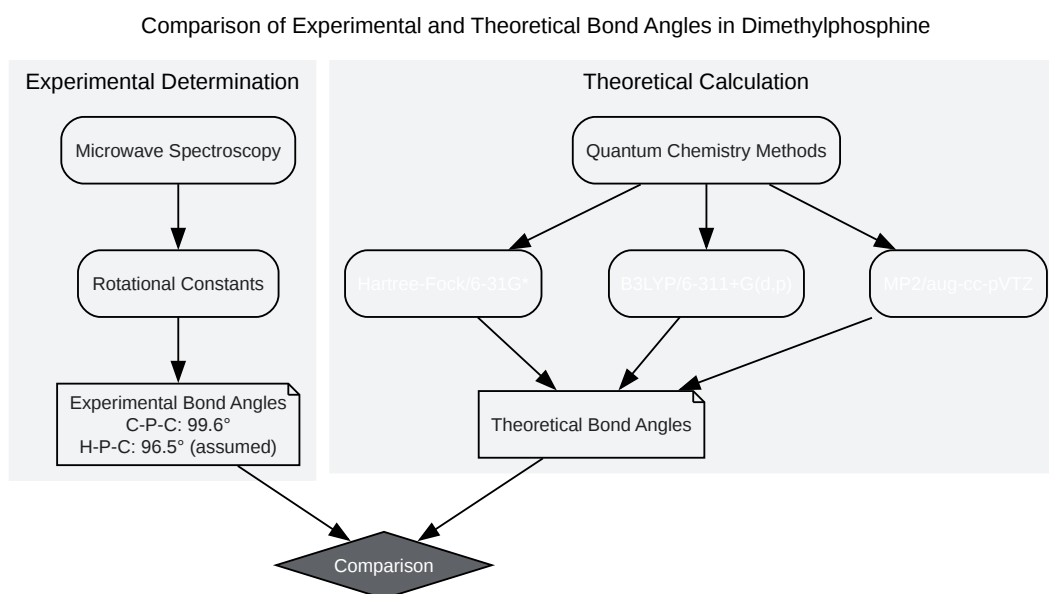 Comparison of Experimental and Theoretical Bond Angles in Dimethylphosphine
Experimental Determination
Theoretical Calculation
Microwave Spectroscopy
Quantum Chemistry Methods
Rotational Constants
Hartree-Fock/6-31G*
B3LYP/6-311+G(d,p)
MP2/aug-cc-pVTZ
Experimental Bond Angles
C-P-C: 99.6°
H-P-C: 96.5° (assumed)
Theoretical Bond Angles
Comparison